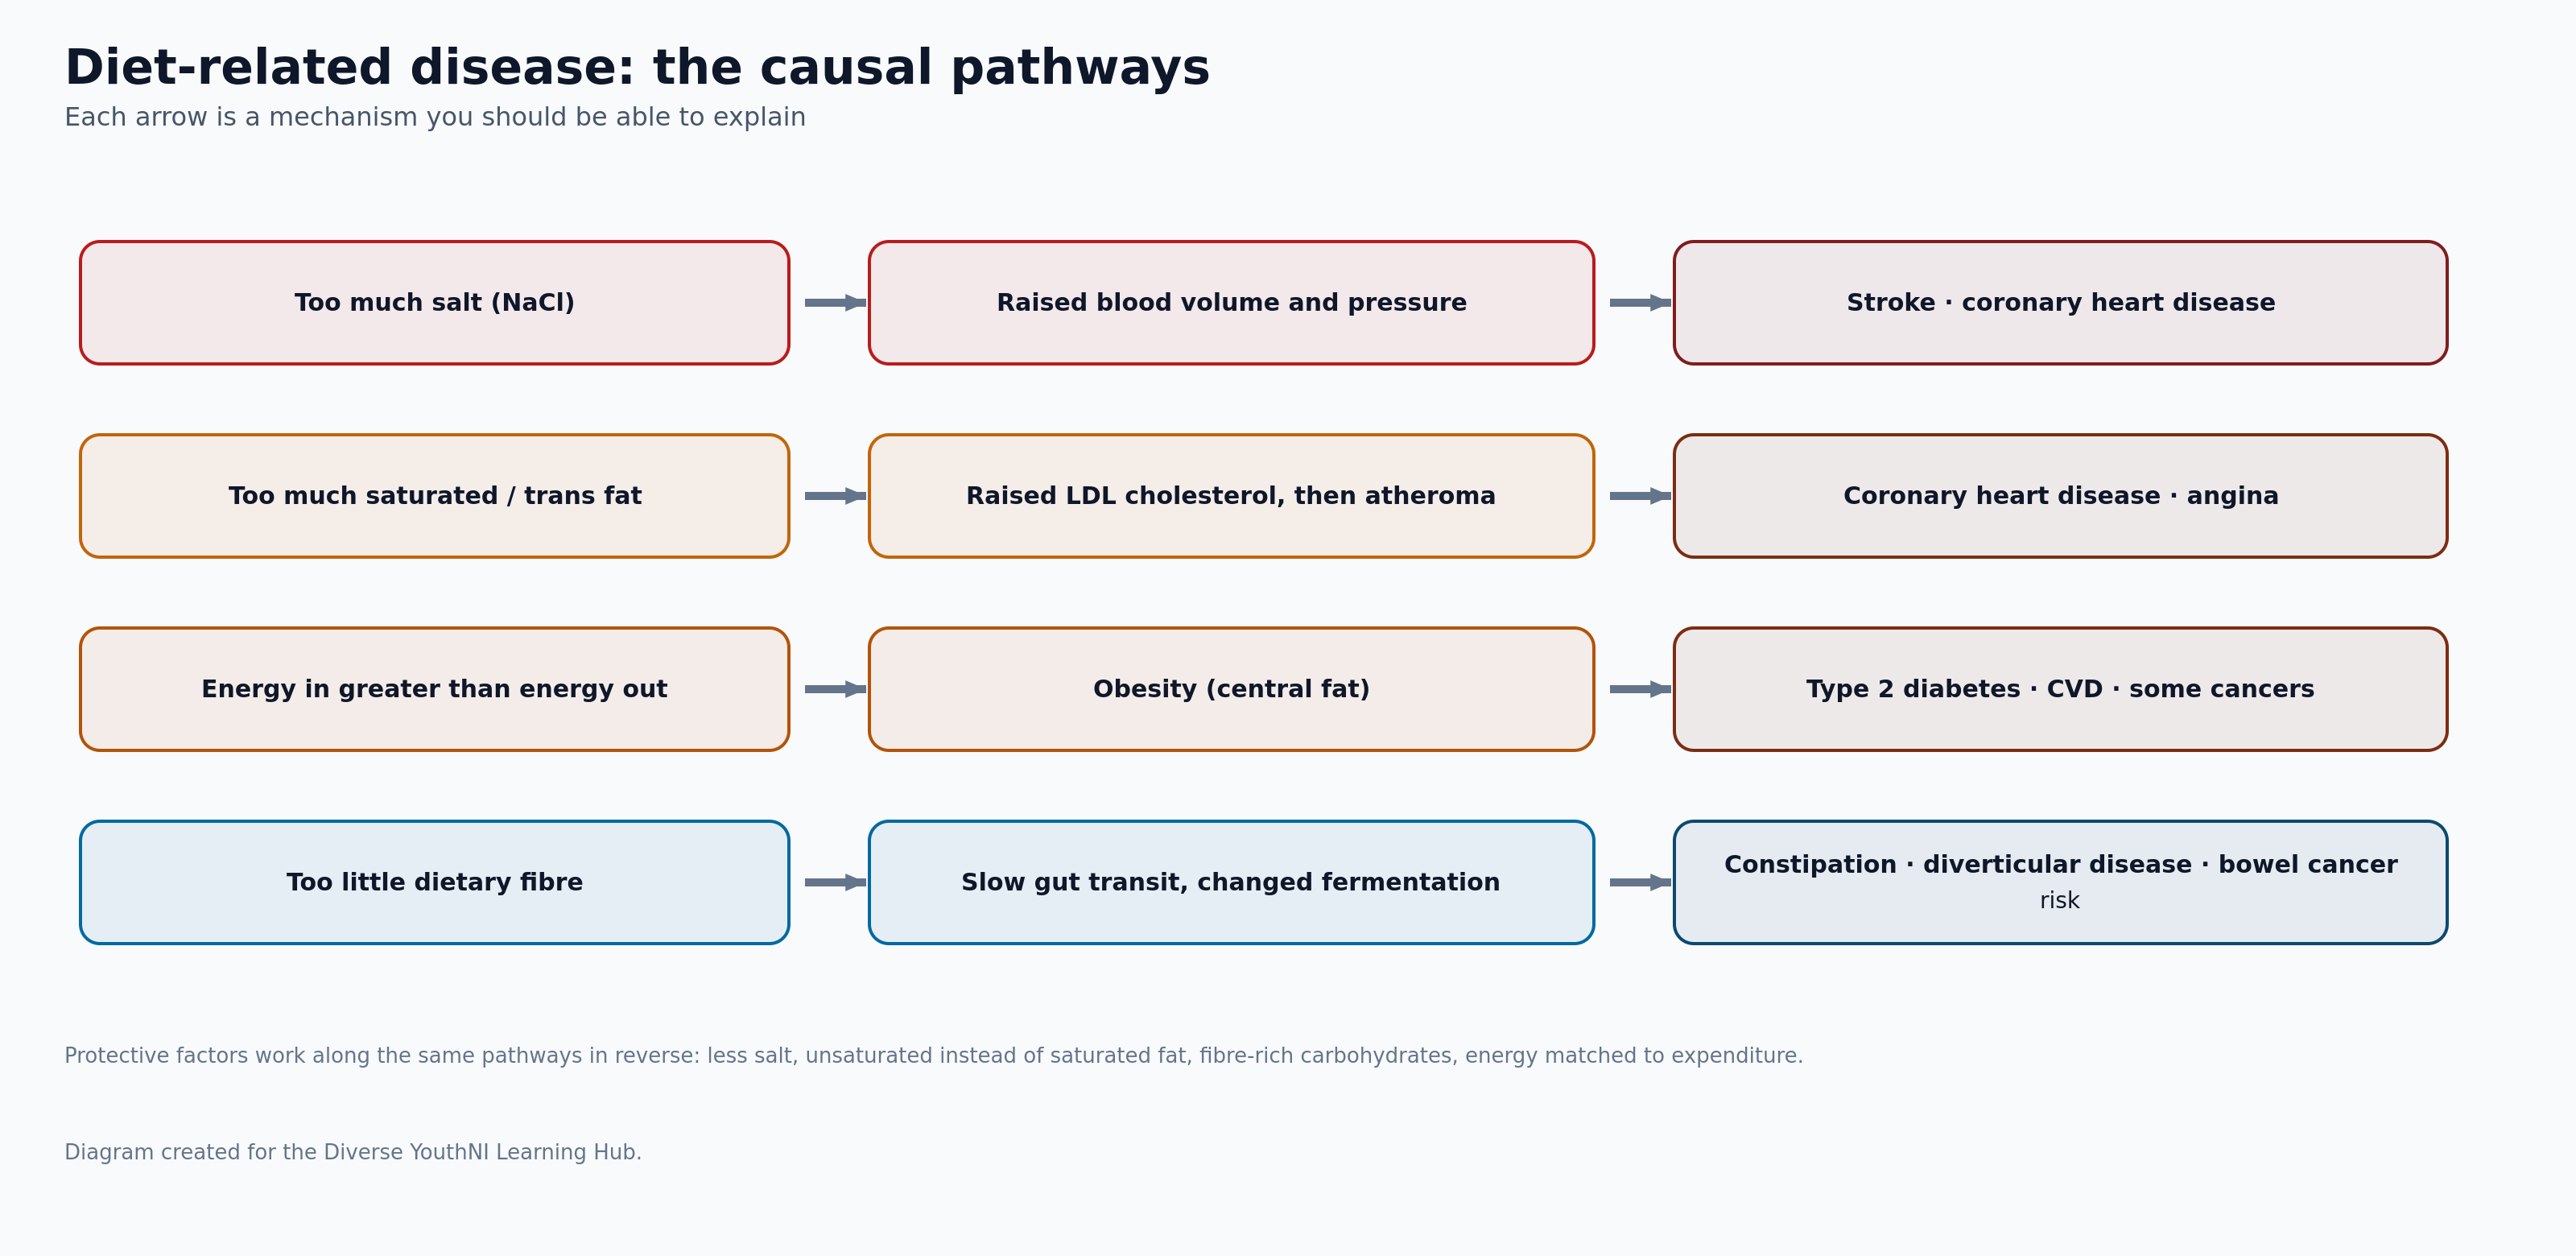 Diet-related disease: the causal pathways
Each arrow is a mechanism you should be able to explain
Too much salt (NaCl)
Raised blood volume and pressure
Stroke · coronary heart disease
Too much saturated / trans fat
Raised LDL cholesterol, then atheroma
Coronary heart disease · angina
Energy in greater than energy out
Obesity (central fat)
Type 2 diabetes · CVD · some cancers
Too little dietary fibre
Slow gut transit, changed fermentation
Constipation · diverticular disease · bowel cancer
risk
Protective factors work along the same pathways in reverse: less salt, unsaturated instead of saturated fat, fibre-rich carbohydrates, energy matched to expenditure.
Diagram created for the Diverse YouthNI Learning Hub.